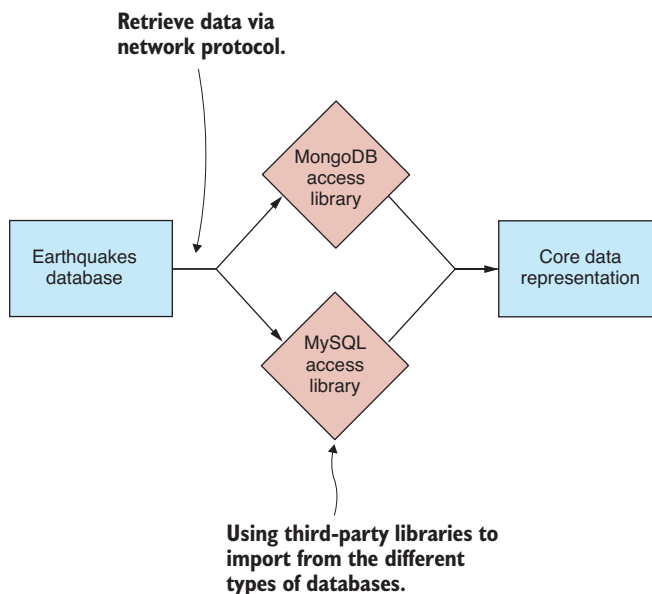 Retrieve data via
network protocol.
MongoDB
access
library
Earthquakes
database
Core data
representation
MySQL
access
library
Using third-party libraries to
import from the different
types of databases.